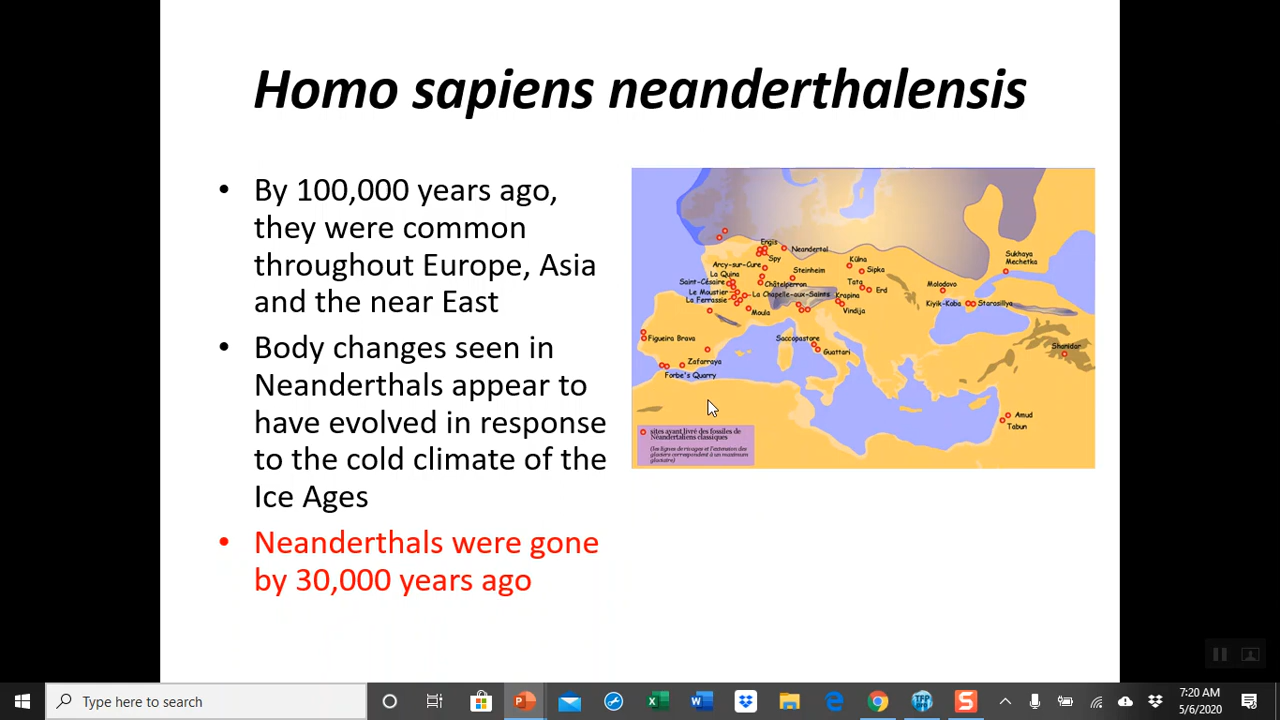 Homo sapiens neanderthalensis
• By 100,000 years ago,
they were common
throughout Europe, Asia
and the near East
• Body changes seen in
Neanderthals appear to
have evolved in response
to the cold climate of the
Ice Ages
• Neanderthals were gone
by 30,000 years ago
Engis
Neandertal
Spy
Arcy-sur-Cure
La Quina
Steinheim
Saint-Césaire
Châtelperron
Le Moustier
La Chapelle-aux-Saints
La Ferrassie
Moula
Külna
Sipka
Tata
Erd
Krapina
Vindija
Sukhaya
Mechetka
Molodovo
Kiyik-Koba
Starosillya
Figueira Brava
Saccopastore
Guattari
Zafarraya
Forbe's Quarry
Shanidar
Amud
Tabun
sites ayant livré des fossiles de
Néandertaliens classiques
(les lignes de rivages et l'extension des
glaciers correspondent à un maximum
glaciaire)
Type here to search
7:20 AM
5/6/2020